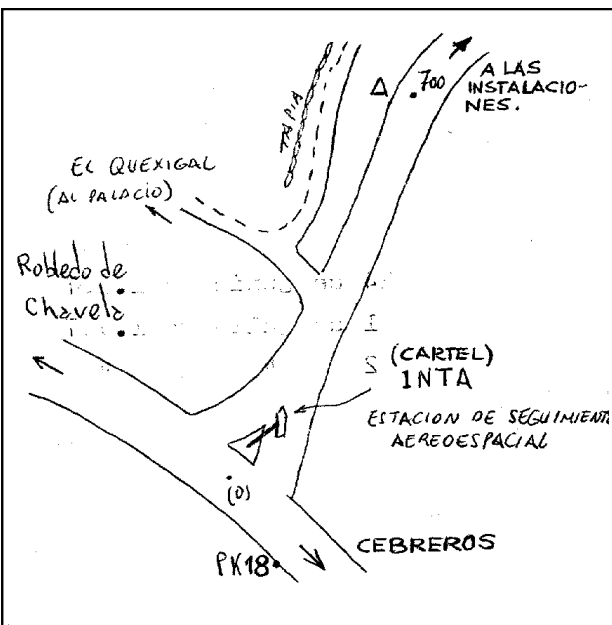 TAPIA
Δ .700
A LAS
INSTALACIO-
NES.
EL QUEXIGAL
(AL PALACIO)
Robledo de
Chavela
(CARTEL)
INTA
ESTACION DE SEGUIMIENT
AEREOESPACIAL
(0)
CEBREROS
PK18